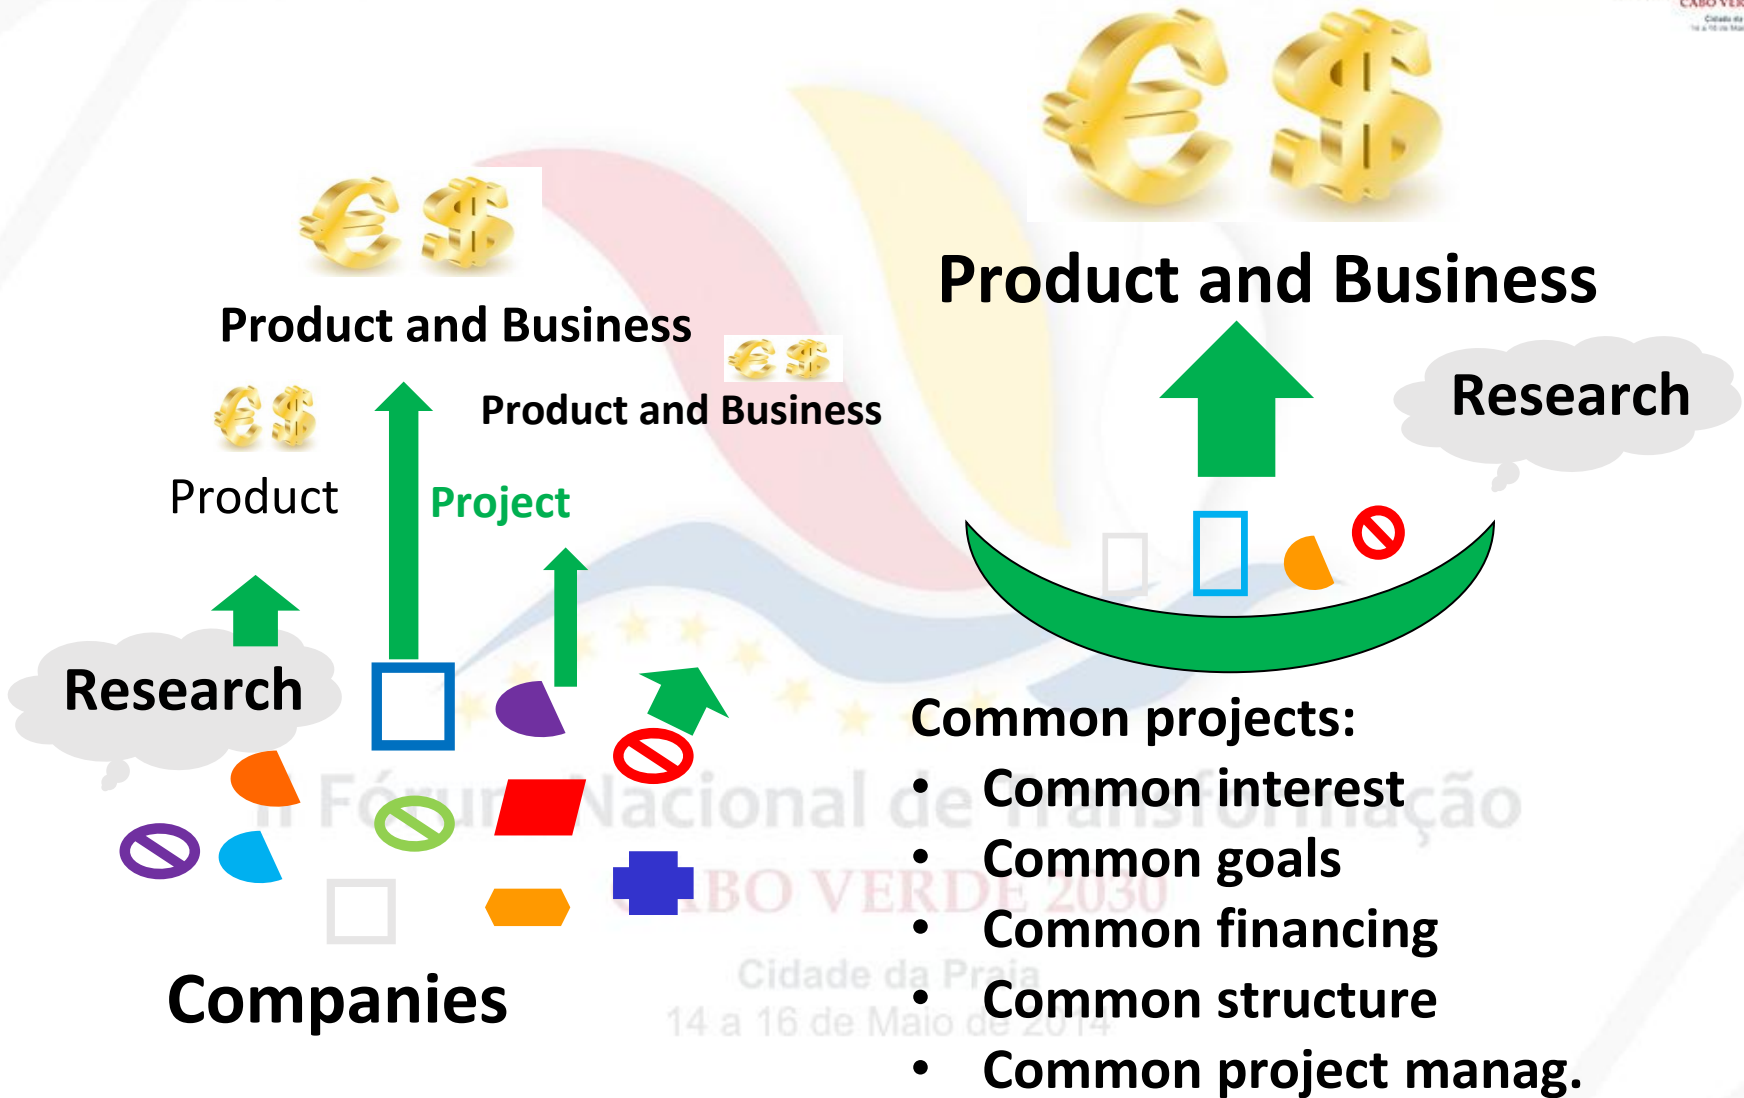 CABO VER
Product and Business
Product and Business
Product and Business
Research
Product
Project
Research
Common projects:
• Common interest
• Common goals
• Common financing
• Common structure
• Common project manag.
Companies
II Fórum Nacional de Transformação
CABO VERDE 2030
Cidade da Praia
14 a 16 de Maio de 2014